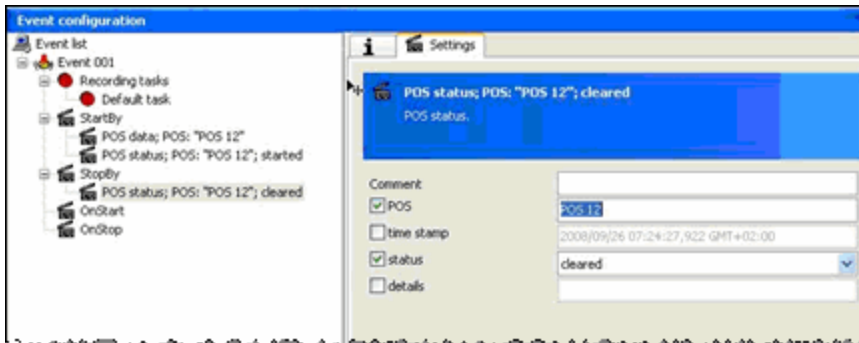 Event configuration
Event list
Event 001
Recording tasks
Default task
StartBy
POS data; POS: "POS 12"
POS status; POS: "POS 12"; started
StopBy
POS status; POS: "POS 12"; cleared
OnStart
OnStop
i Settings
POS status; POS: "POS 12"; cleared
POS status.
Comment
POS POS 12
time stamp 2008/09/26 07:24:27,922 GMT+02:00
status cleared
details